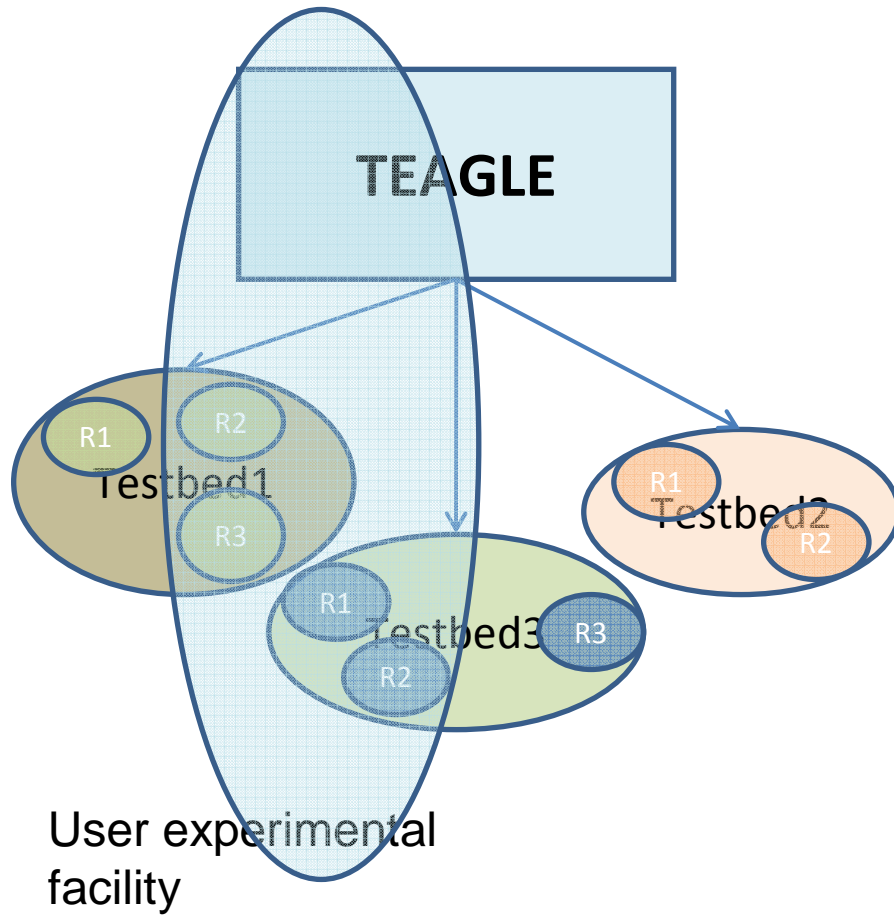 TEAGLE
R1
R2
Testbed1
R3
R1
Testbed2
R2
R1
Testbed3
R3
R2
User experimental
facility